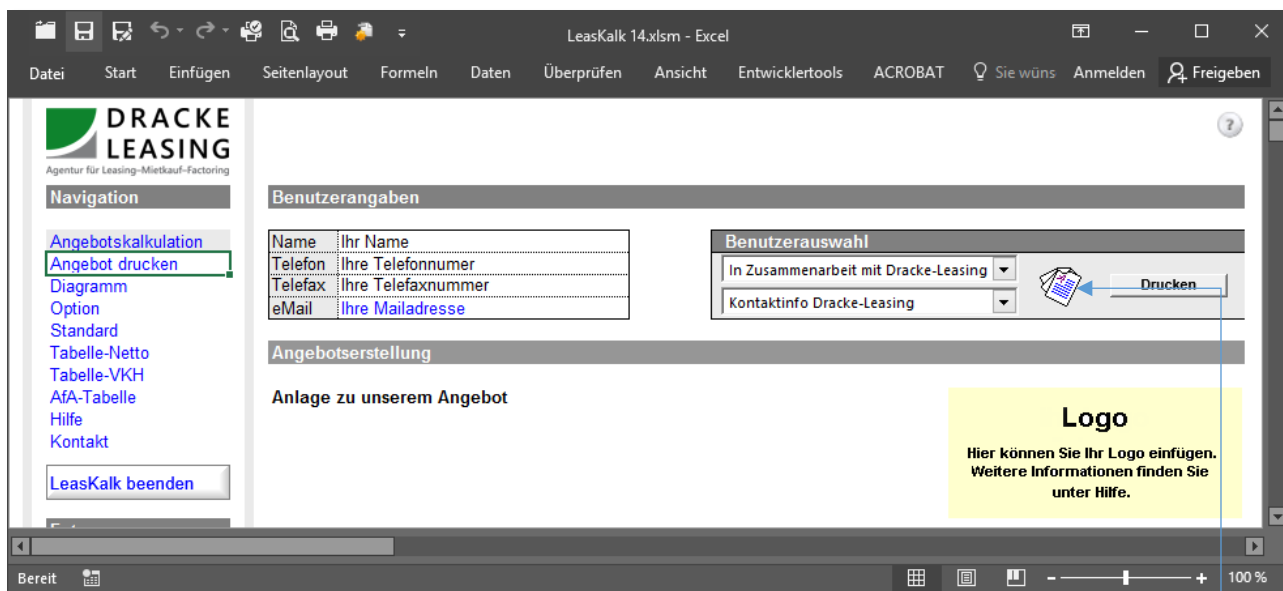 LeasKalk 14.xlsm - Excel
Datei Start Einfügen Seitenlayout Formeln Daten Überprüfen Ansicht Entwicklertools ACROBAT Sie wüns Anmelden Freigeben
DRACKE
LEASING
Agentur für Leasing-Mietkauf-Factoring
?
Navigation
Angebotskalkulation
Angebot drucken
Diagramm
Option
Standard
Tabelle-Netto
Tabelle-VKH
AfA-Tabelle
Hilfe
Kontakt
LeasKalk beenden
Benutzerangaben
Name Ihr Name
Telefon Ihre Telefonnummer
Telefax Ihre Telefaxnummer
eMail Ihre Mailadresse
Benutzerauswahl
In Zusammenarbeit mit Dracke-Leasing
Kontaktinfo Dracke-Leasing
Drucken
Angebotserstellung
Anlage zu unserem Angebot
Logo
Hier können Sie Ihr Logo einfügen.
Weitere Informationen finden Sie
unter Hilfe.
Bereit
100 %